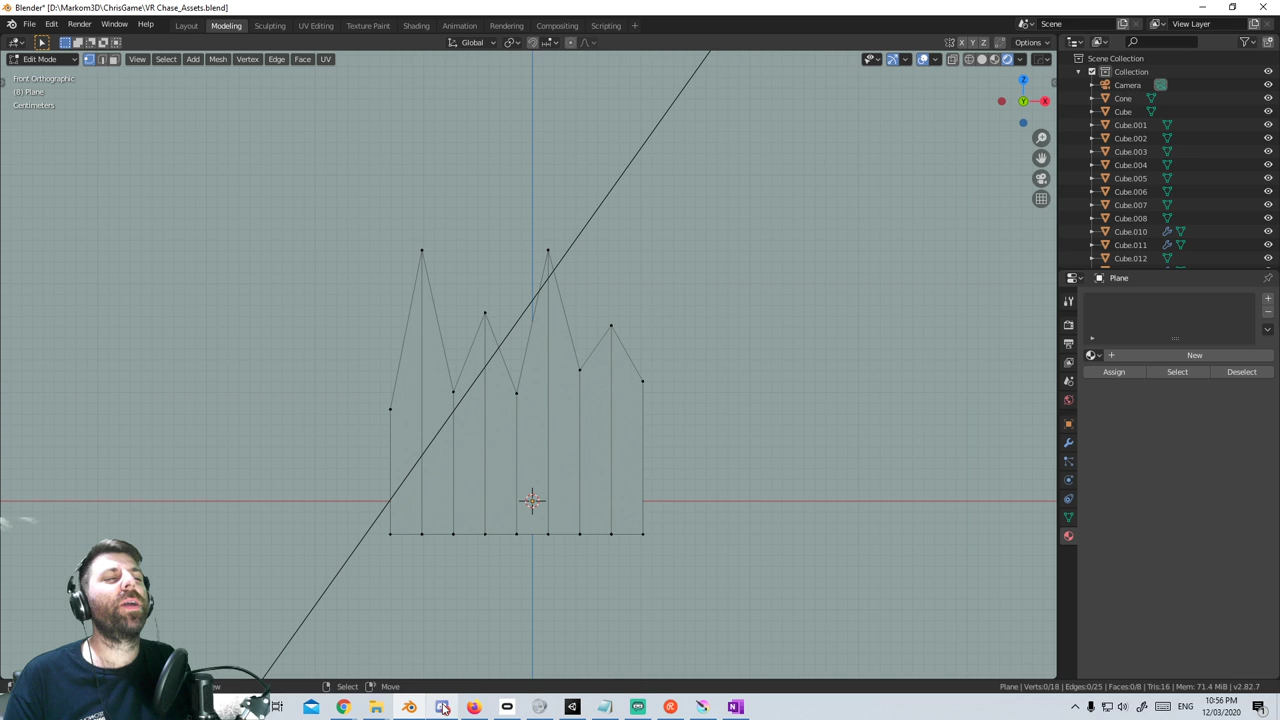 Blender* [D:\Markom3D\ChrisGame\VR Chase_Assets.blend]
File Edit Render Window Help Layout Modeling Sculpting UV Editing Texture Paint Shading Animation Rendering Compositing Scripting + Scene View Layer
Global X Y Z Options
Edit Mode View Select Add Mesh Vertex Edge Face UV
Front Orthographic
(8) Plane
Centimeters
Z
Y X
Scene Collection
Collection
Camera
Cone
Cube
Cube.001
Cube.002
Cube.003
Cube.004
Cube.005
Cube.006
Cube.007
Cube.008
Cube.010
Cube.011
Cube.012
Plane
New
Assign Select Deselect
Select Move
Plane | Verts:0/18 | Edges:0/25 | Faces:0/8 | Tris:16 | Mem: 71.4 MiB | v2.82.7
ENG 10:56 PM 12/03/2020